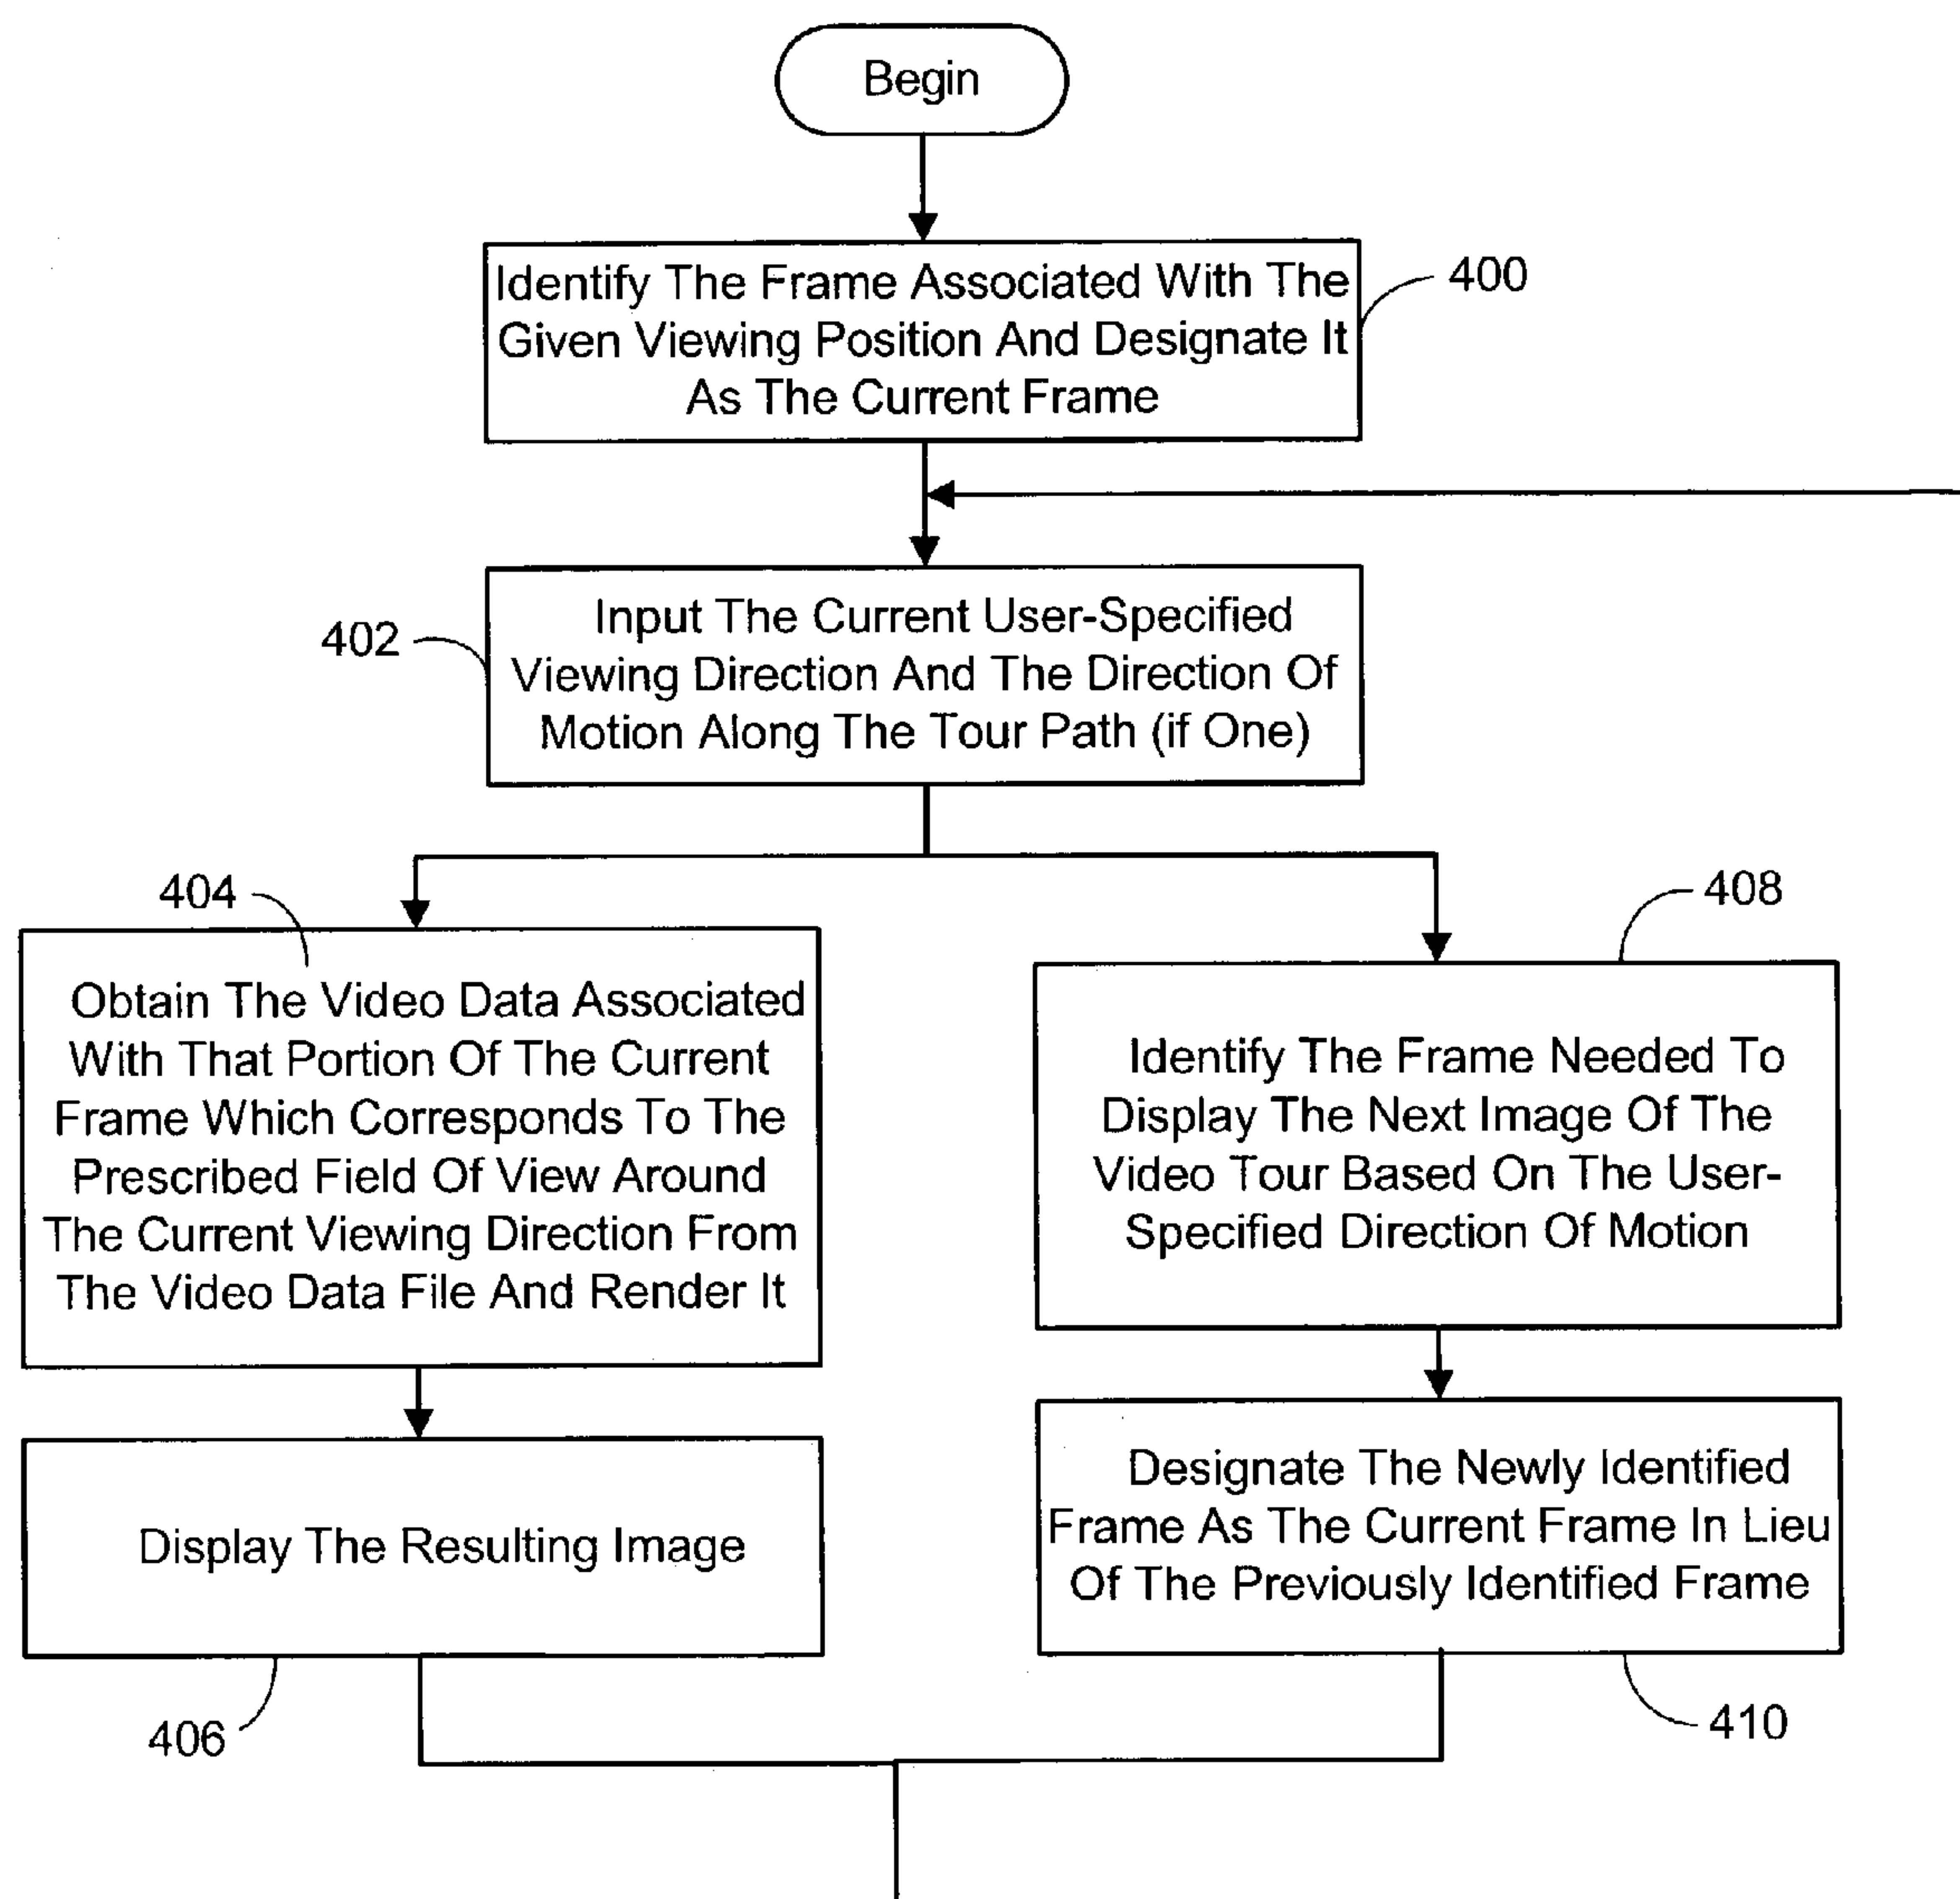 Begin
Identify The Frame Associated With The
Given Viewing Position And Designate It
As The Current Frame
400
Input The Current User-Specified
Viewing Direction And The Direction Of
Motion Along The Tour Path (if One)
402
404
Obtain The Video Data Associated
With That Portion Of The Current
Frame Which Corresponds To The
Prescribed Field Of View Around
The Current Viewing Direction From
The Video Data File And Render It
408
Identify The Frame Needed To
Display The Next Image Of The
Video Tour Based On The User-
Specified Direction Of Motion
Display The Resulting Image
406
Designate The Newly Identified
Frame As The Current Frame In Lieu
Of The Previously Identified Frame
410